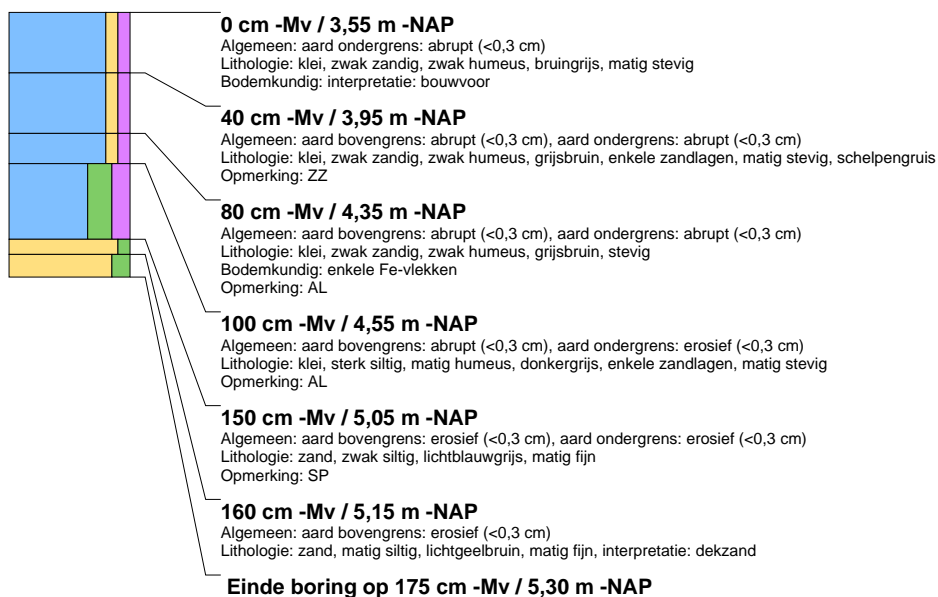 0 cm -Mv / 3,55 m -NAP
Algemeen: aard ondergrens: abrupt (<0,3 cm)
Lithologie: klei, zwak zandig, zwak humeus, bruingrijs, matig stevig
Bodemkundig: interpretatie: bouwvoor
40 cm -Mv / 3,95 m -NAP
Algemeen: aard bovengrens: abrupt (<0,3 cm), aard ondergrens: abrupt (<0,3 cm)
Lithologie: klei, zwak zandig, zwak humeus, grijsbruin, enkele zandlagen, matig stevig, schelpengruis
Opmerking: ZZ
80 cm -Mv / 4,35 m -NAP
Algemeen: aard bovengrens: abrupt (<0,3 cm), aard ondergrens: abrupt (<0,3 cm)
Lithologie: klei, zwak zandig, zwak humeus, grijsbruin, stevig
Bodemkundig: enkele Fe-vlekken
Opmerking: AL
100 cm -Mv / 4,55 m -NAP
Algemeen: aard bovengrens: abrupt (<0,3 cm), aard ondergrens: erosief (<0,3 cm)
Lithologie: klei, sterk siltig, matig humeus, donkergrijs, enkele zandlagen, matig stevig
Opmerking: AL
150 cm -Mv / 5,05 m -NAP
Algemeen: aard bovengrens: erosief (<0,3 cm), aard ondergrens: erosief (<0,3 cm)
Lithologie: zand, zwak siltig, lichtblauwgrijs, matig fijn
Opmerking: SP
160 cm -Mv / 5,15 m -NAP
Algemeen: aard bovengrens: erosief (<0,3 cm)
Lithologie: zand, matig siltig, lichtgeelbruin, matig fijn, interpretatie: dekzand
Einde boring op 175 cm -Mv / 5,30 m -NAP